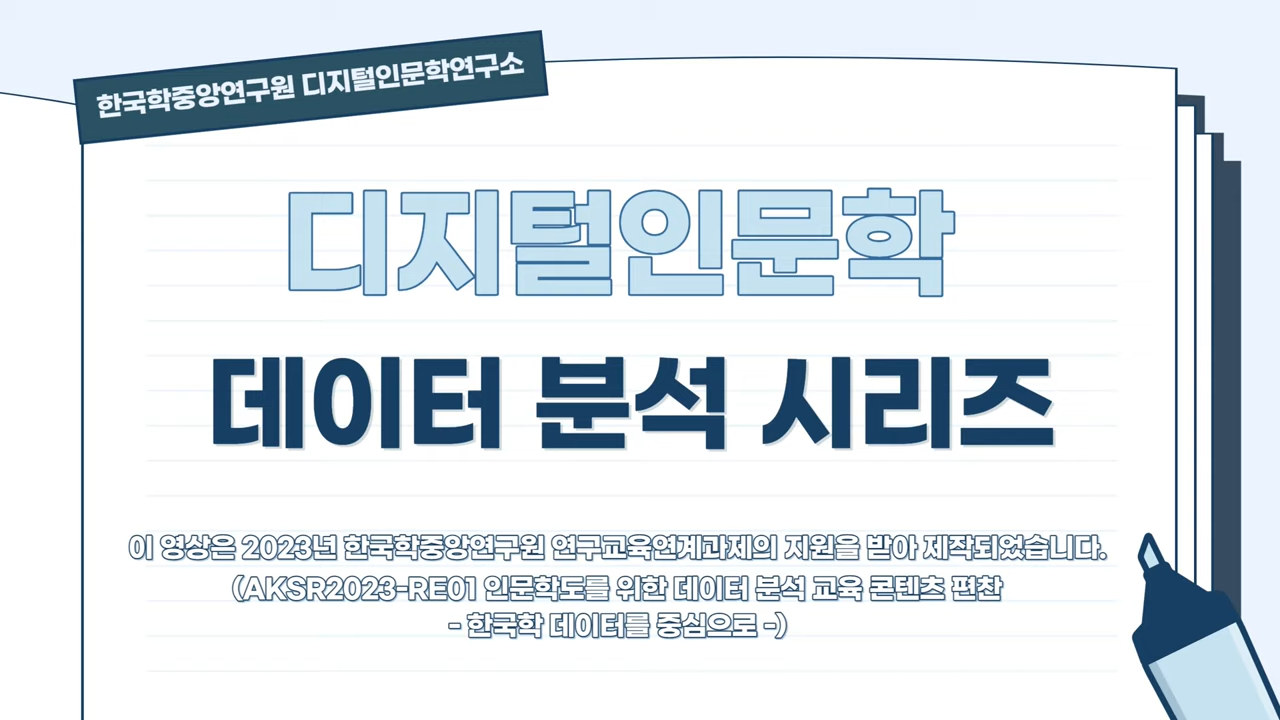 한국학중앙연구원 디지털인문학연구소
디지털인문학
데이터 분석 시리즈
이 영상은 2023년 한국학중앙연구원 연구교육연계과제의 지원을 받아 제작되었습니다.
(AKSR2023-RE01 인문학도를 위한 데이터 분석 교육 콘텐츠 편찬
- 한국학 데이터를 중심으로 -)